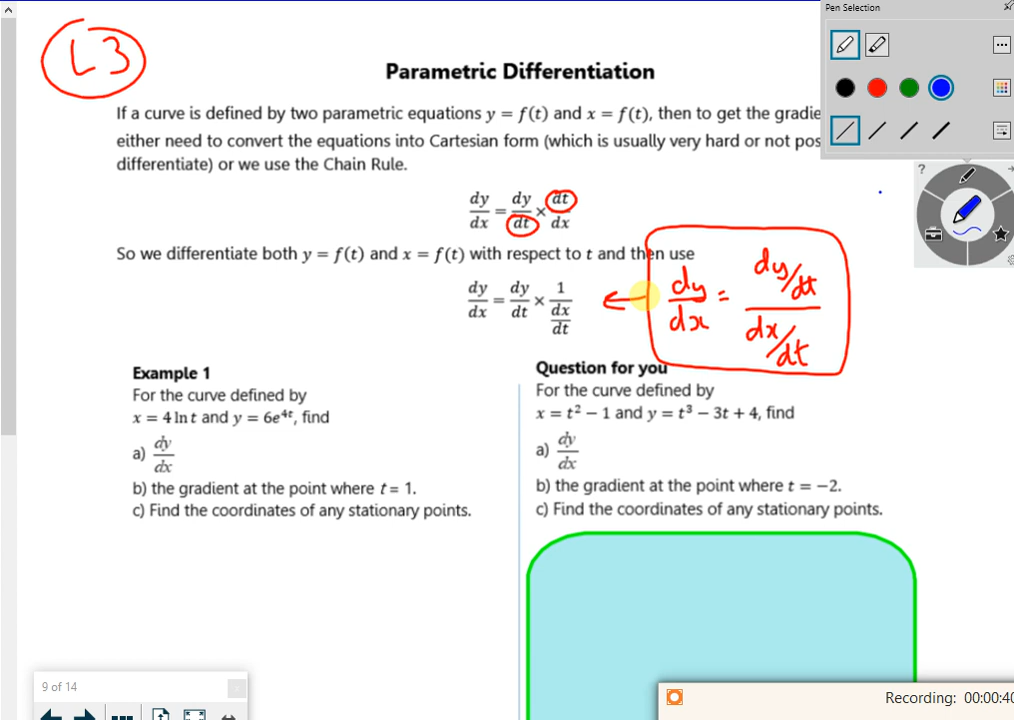 Pen Selection
L3
Parametric Differentiation
If a curve is defined by two parametric equations y = f(t) and x = f(t), then to get the
either need to convert the equations into Cartesian form (which is usually very hard or not
differentiate) or we use the Chain Rule.
dy/dx = dy/dt × dt/dx
So we differentiate both y = f(t) and x = f(t) with respect to t and then use
dy/dx = dy/dt × 1/(dx/dt) ← dy/dx = (dy/dt)/(dx/dt)
Example 1
For the curve defined by
x = 4 ln t and y = 6e⁴ᵗ, find
a) dy/dx
b) the gradient at the point where t = 1.
c) Find the coordinates of any stationary points.
Question for you
For the curve defined by
x = t² − 1 and y = t³ − 3t + 4, find
a) dy/dx
b) the gradient at the point where t = −2.
c) Find the coordinates of any stationary points.
9 of 14
Recording: 00:00:40